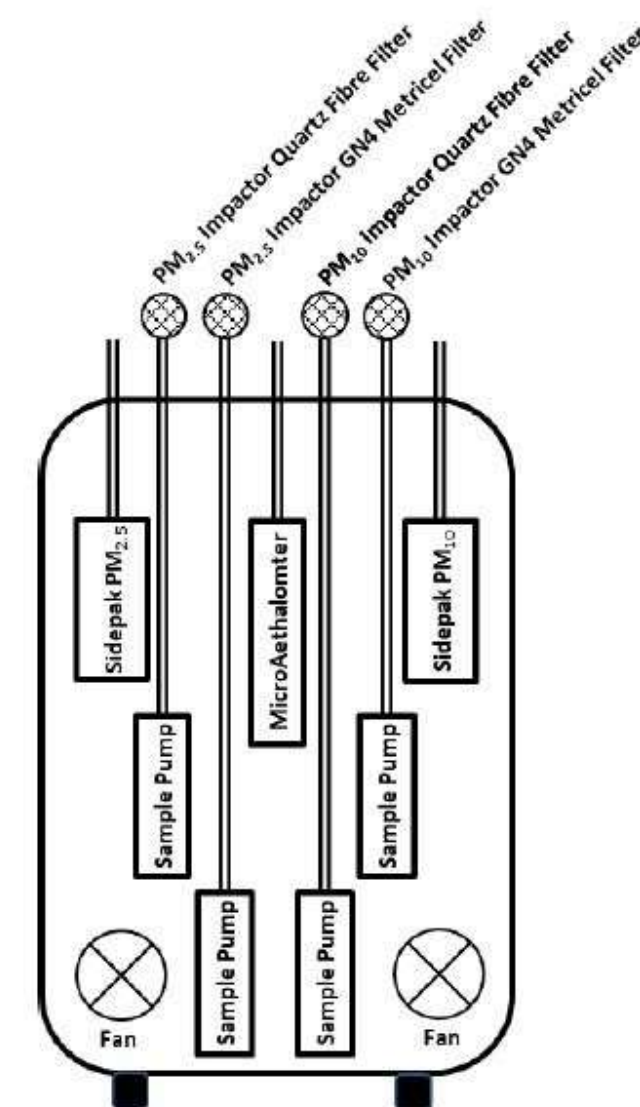 PM₂.₅ Impactor Quartz Fibre Filter
PM₂.₅ Impactor GN4 Metricel Filter
PM₁₀ Impactor Quartz Fibre Filter
PM₁₀ Impactor GN4 Metricel Filter
Sidepak PM₂.₅
MicroAethalomter
Sidepak PM₁₀
Sample Pump
Sample Pump
Sample Pump
Sample Pump
Fan
Fan